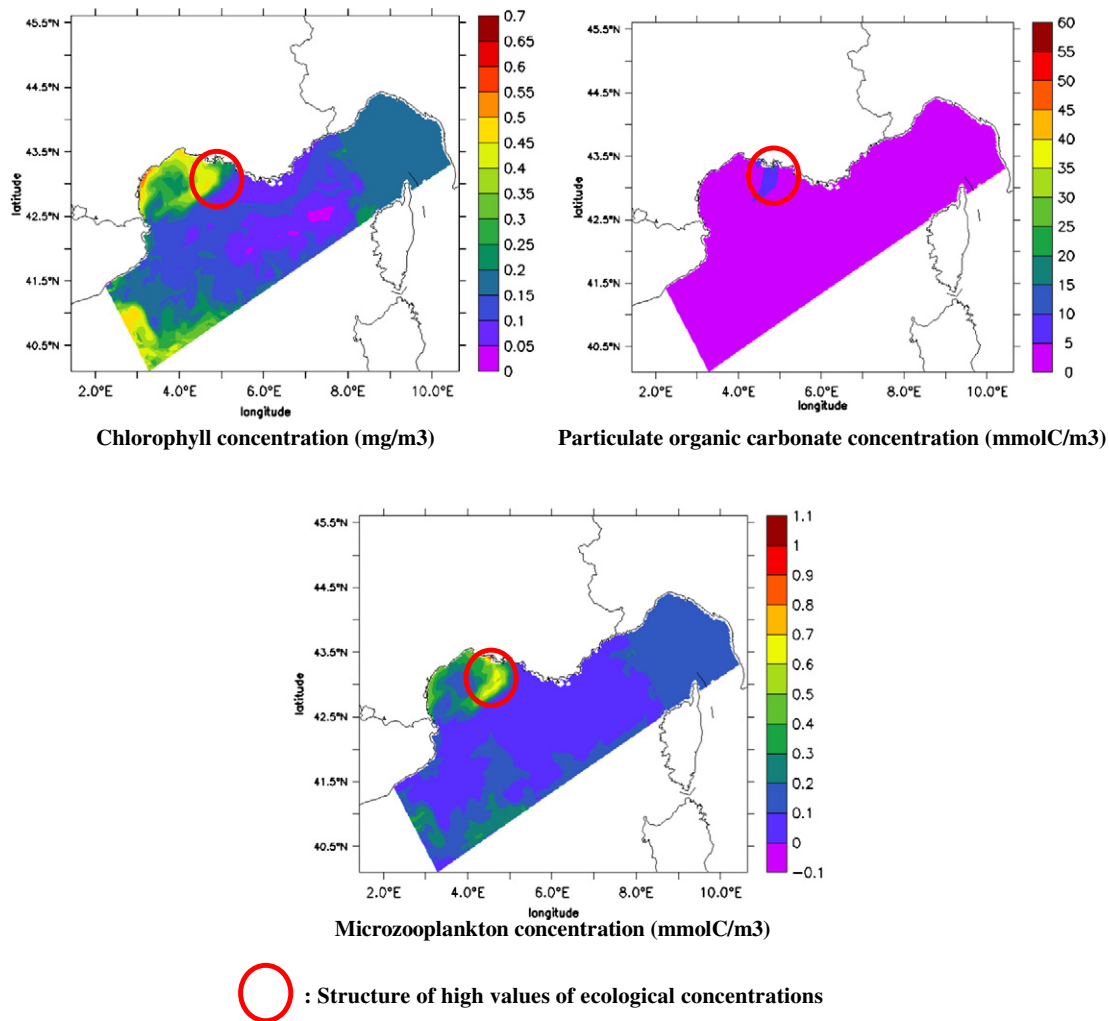 45.5°N
44.5°N
43.5°N
42.5°N
41.5°N
40.5°N
latitude
2.0°E 4.0°E 6.0°E 8.0°E 10.0°E
longitude
0.7
0.65
0.6
0.55
0.5
0.45
0.4
0.35
0.3
0.25
0.2
0.15
0.1
0.05
0
Chlorophyll concentration (mg/m3)
45.5°N
44.5°N
43.5°N
42.5°N
41.5°N
40.5°N
latitude
2.0°E 4.0°E 6.0°E 8.0°E 10.0°E
longitude
60
55
50
45
40
35
30
25
20
15
10
5
0
Particulate organic carbonate concentration (mmolC/m3)
45.5°N
44.5°N
43.5°N
42.5°N
41.5°N
40.5°N
latitude
2.0°E 4.0°E 6.0°E 8.0°E 10.0°E
longitude
1.1
1
0.9
0.8
0.7
0.6
0.5
0.4
0.3
0.2
0.1
0
−0.1
Microzooplankton concentration (mmolC/m3)
: Structure of high values of ecological concentrations